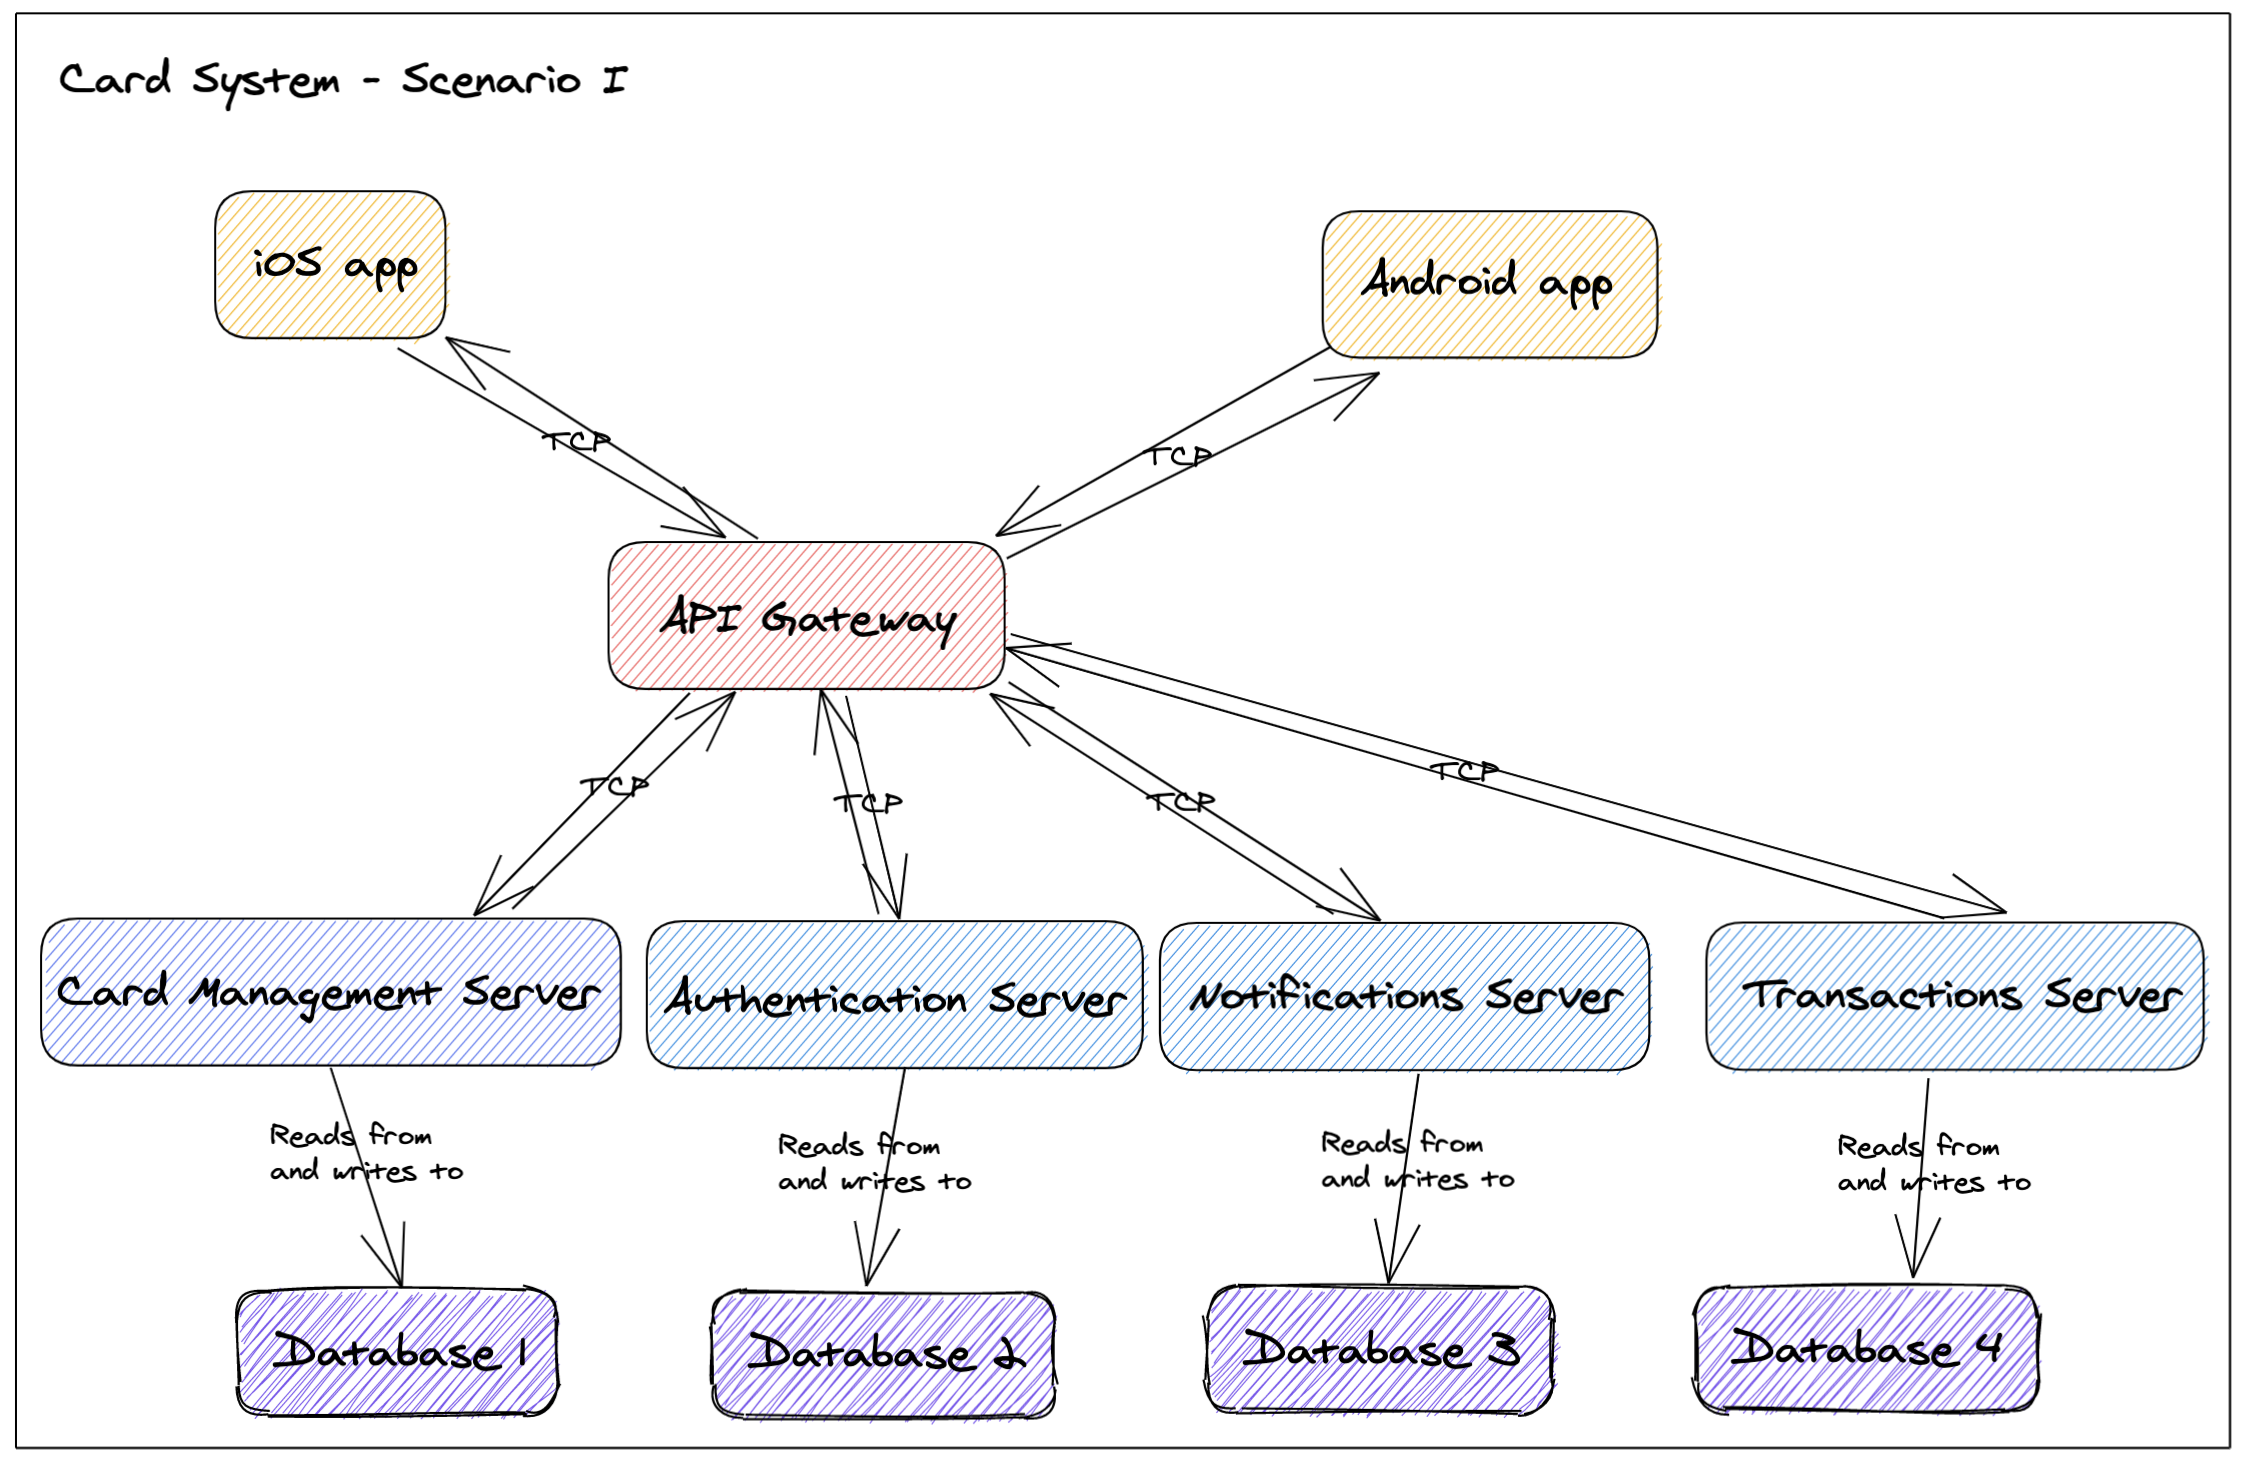 Card System - Scenario I
iOS app
Android app
TCP
TCP
API Gateway
TCP
TCP
TCP
TCP
Card Management Server
Authentication Server
Notifications Server
Transactions Server
Reads from
and writes to
Reads from
and writes to
Reads from
and writes to
Reads from
and writes to
Database 1
Database 2
Database 3
Database 4